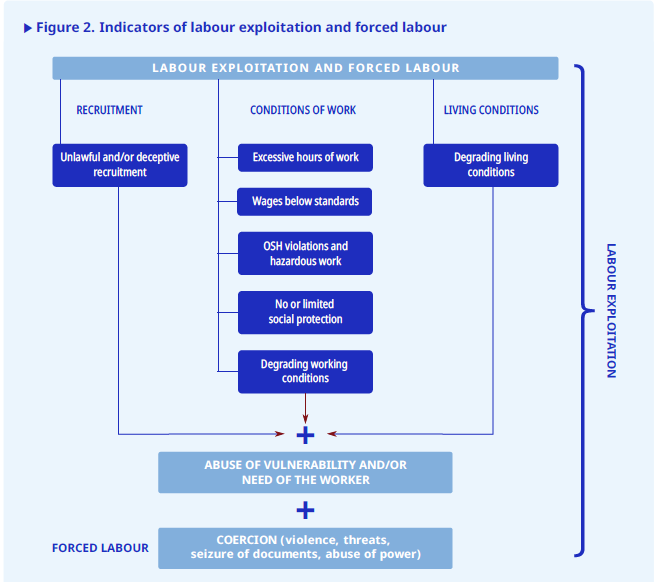 Figure 2. Indicators of labour exploitation and forced labour
LABOUR EXPLOITATION AND FORCED LABOUR
RECRUITMENT
CONDITIONS OF WORK
LIVING CONDITIONS
Unlawful and/or deceptive
recruitment
Excessive hours of work
Degrading living
conditions
Wages below standards
OSH violations and
hazardous work
No or limited
social protection
Degrading working
conditions
LABOUR EXPLOITATION
+
ABUSE OF VULNERABILITY AND/OR
NEED OF THE WORKER
+
FORCED LABOUR
COERCION (violence, threats,
seizure of documents, abuse of power)